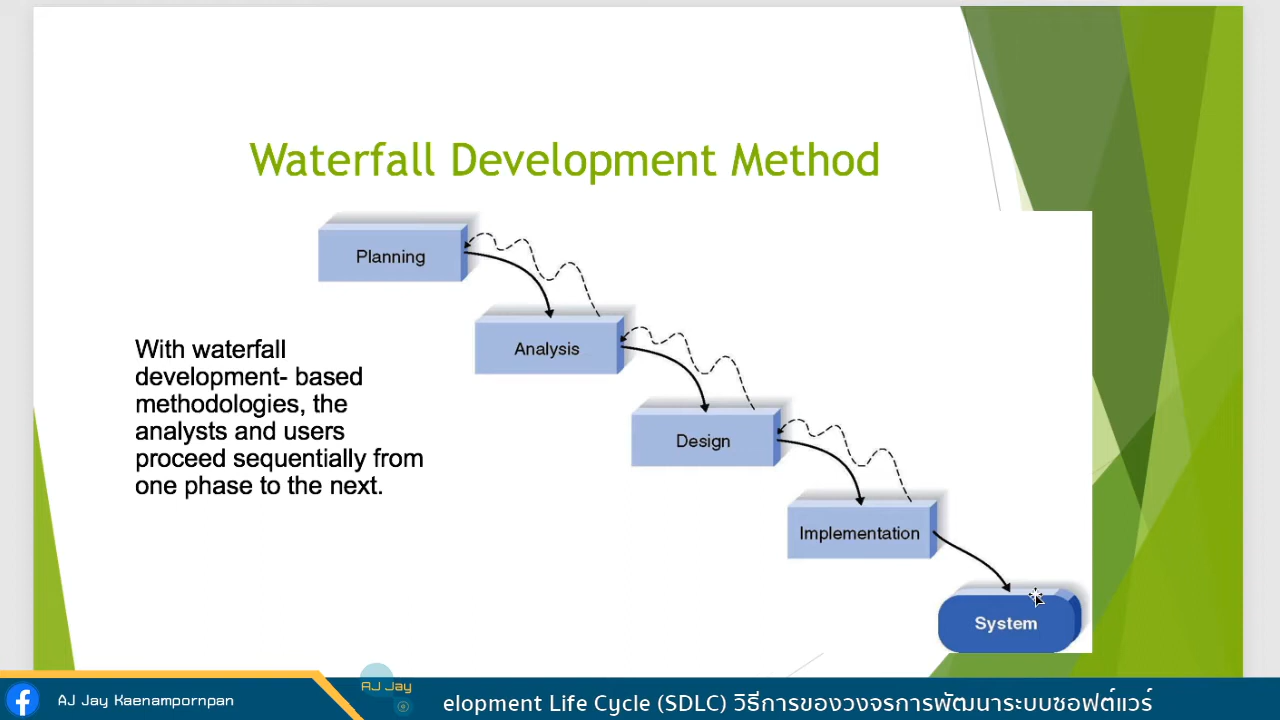 Waterfall Development Method
Planning
Analysis
Design
Implementation
System
With waterfall
development- based
methodologies, the
analysts and users
proceed sequentially from
one phase to the next.
AJ Jay Kaenampornpan
AJ Jay
elopment Life Cycle (SDLC) วิธีการของวงจรการพัฒนาระบบซอฟต์แวร์